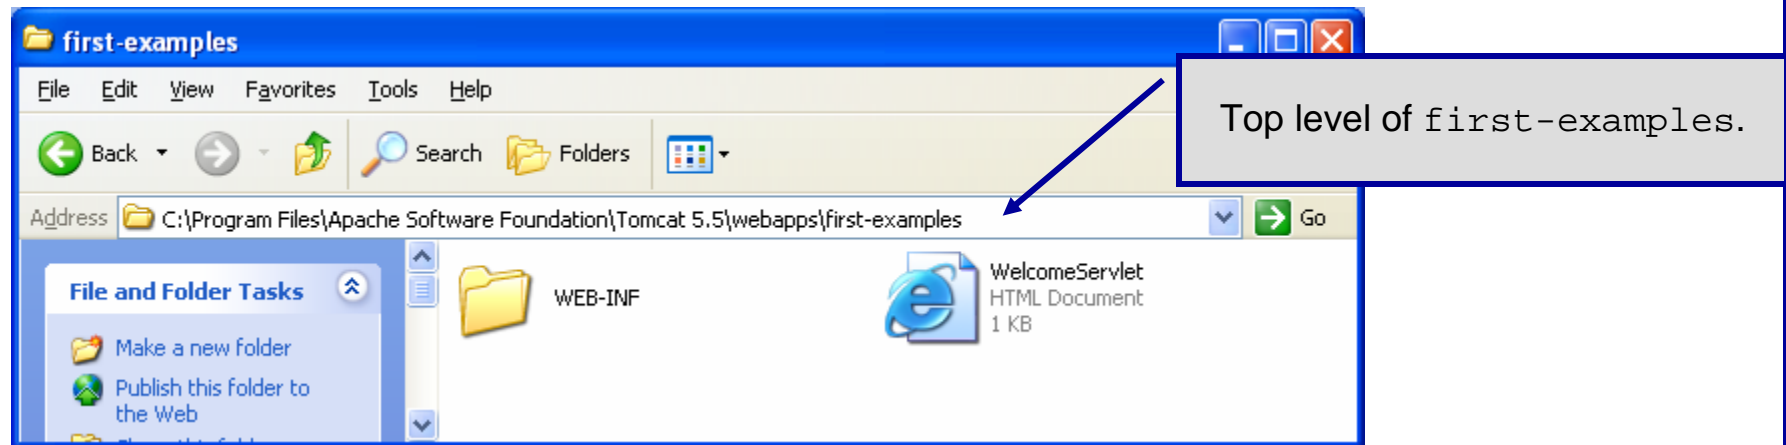 first-examples
File Edit View Favorites Tools Help
Top level of first-examples.
Back Search Folders
Address C:\Program Files\Apache Software Foundation\Tomcat 5.5\webapps\first-examples Go
File and Folder Tasks
Make a new folder
Publish this folder to
the Web
WEB-INF
WelcomeServlet
HTML Document
1 KB